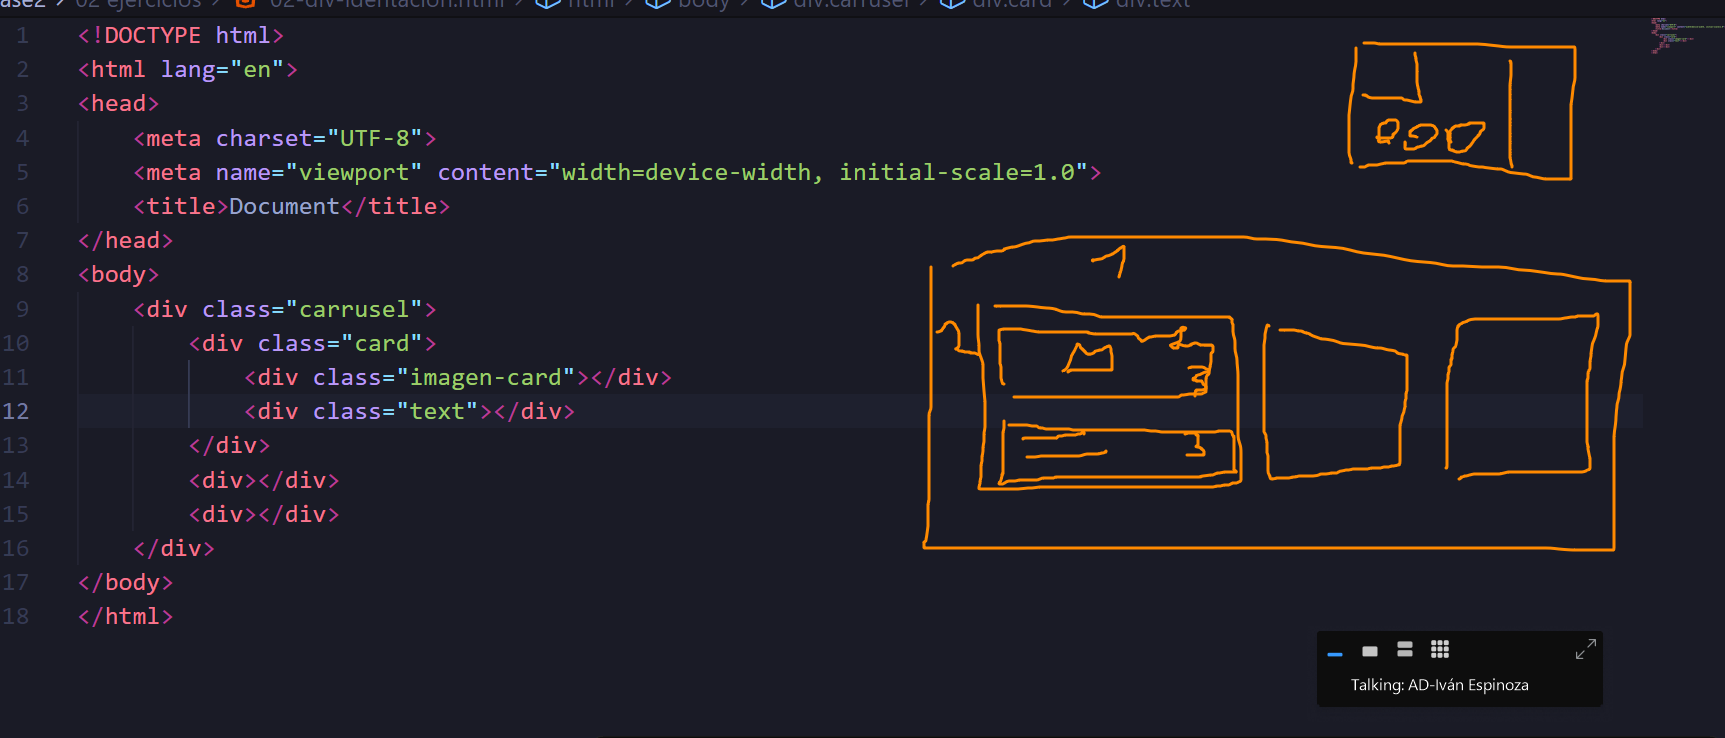 ase2 > 02 ejercicios > 02-div-identacion.html > html > body > div.carrusel > div.card > div.text
1 <!DOCTYPE html>
2 <html lang="en">
3 <head>
4 <meta charset="UTF-8">
5 <meta name="viewport" content="width=device-width, initial-scale=1.0">
6 <title>Document</title>
7 </head>
8 <body>
9 <div class="carrusel">
10 <div class="card">
11 <div class="imagen-card"></div>
12 <div class="text"></div>
13 </div>
14 <div></div>
15 <div></div>
16 </div>
17 </body>
18 </html>
1
2
3
3
Talking: AD-Iván Espinoza